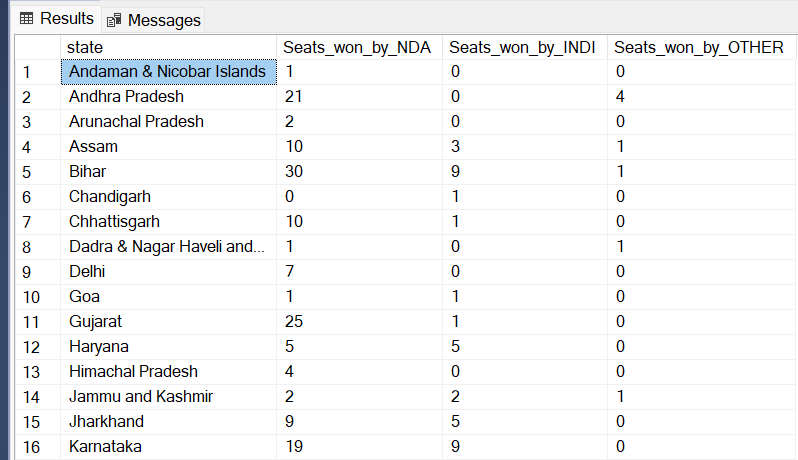 Results Messages
state Seats_won_by_NDA Seats_won_by_INDI Seats_won_by_OTHER
1 Andaman & Nicobar Islands 1 0 0
2 Andhra Pradesh 21 0 4
3 Arunachal Pradesh 2 0 0
4 Assam 10 3 1
5 Bihar 30 9 1
6 Chandigarh 0 1 0
7 Chhattisgarh 10 1 0
8 Dadra & Nagar Haveli and... 1 0 1
9 Delhi 7 0 0
10 Goa 1 1 0
11 Gujarat 25 1 0
12 Haryana 5 5 0
13 Himachal Pradesh 4 0 0
14 Jammu and Kashmir 2 2 1
15 Jharkhand 9 5 0
16 Karnataka 19 9 0